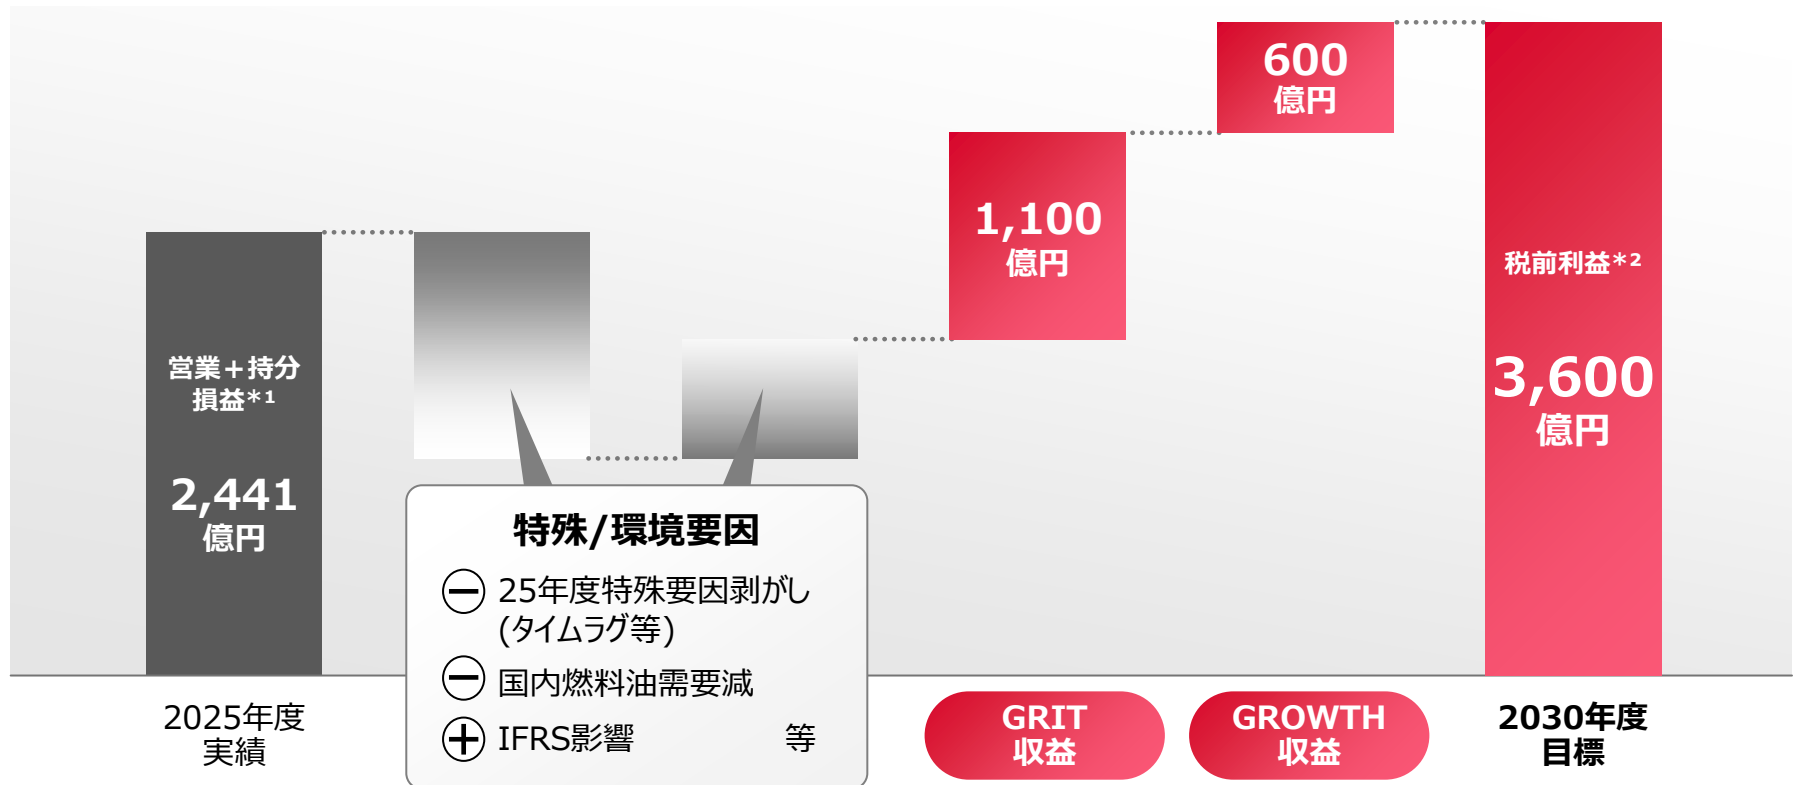 営業+持分
損益*1
2,441
億円
特殊/環境要因
25年度特殊要因剥がし
(タイムラグ等)
国内燃料油需要減
IFRS影響 等
1,100
億円
600
億円
税前利益*2
3,600
億円
2025年度
実績
GRIT
収益
GROWTH
収益
2030年度
目標